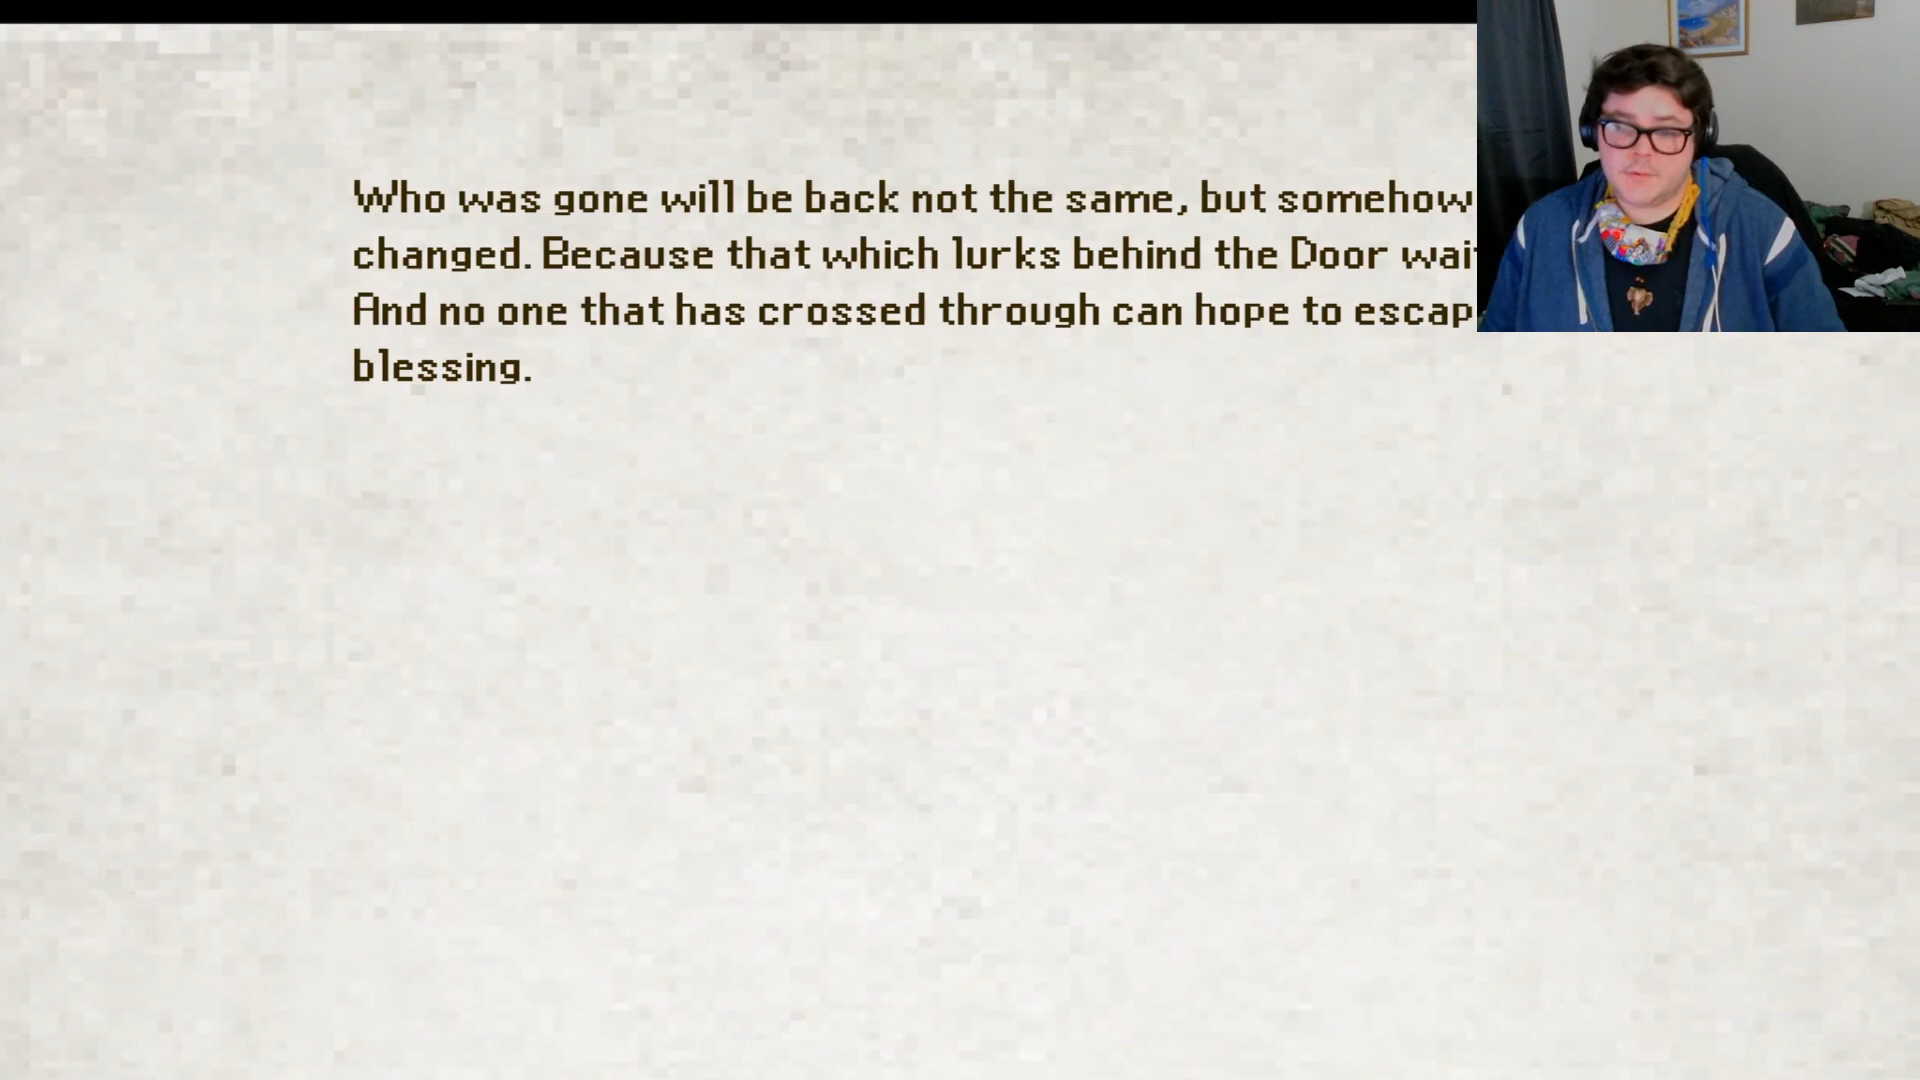 Who was gone will be back not the same, but somehow
changed. Because that which lurks behind the Door
And no one that has crossed through can hope to
blessing.